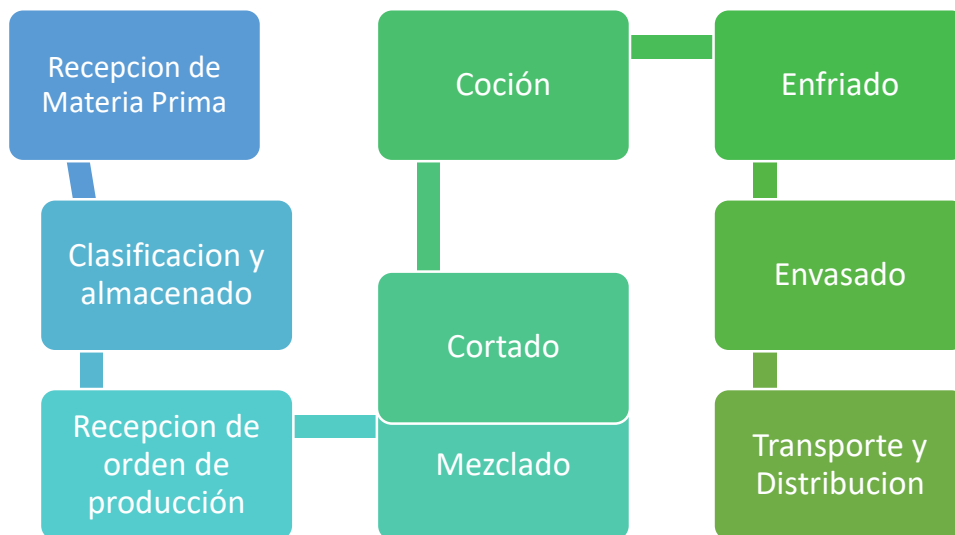 Recepcion de
Materia Prima
Clasificacion y
almacenado
Recepcion de
orden de
producción
Mezclado
Cortado
Coción
Enfriado
Envasado
Transporte y
Distribucion